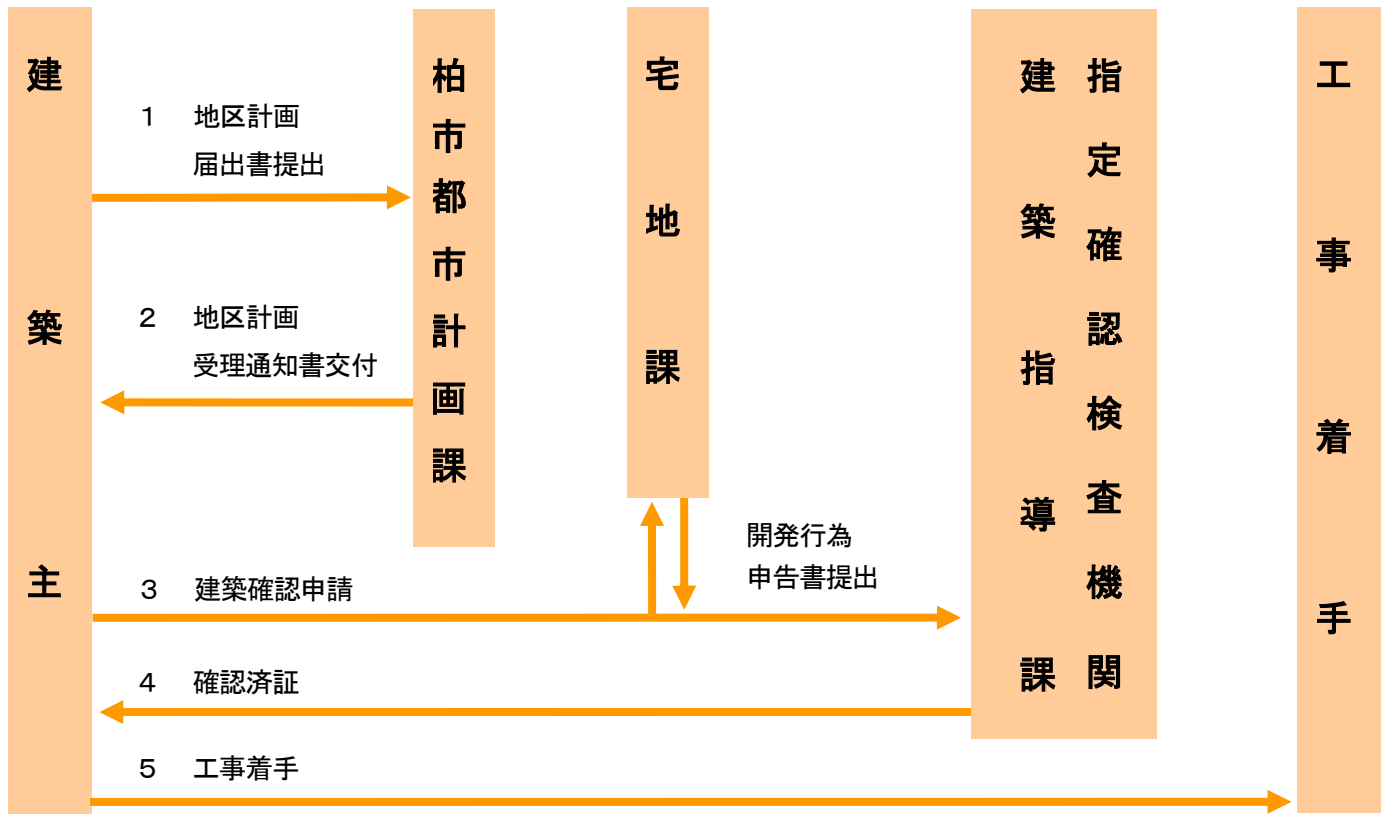 建築主
柏市都市計画課
宅地課
指定確認検査機関
建築指導課
工事着手
1 地区計画
届出書提出
2 地区計画
受理通知書交付
開発行為
申告書提出
3 建築確認申請
4 確認済証
5 工事着手